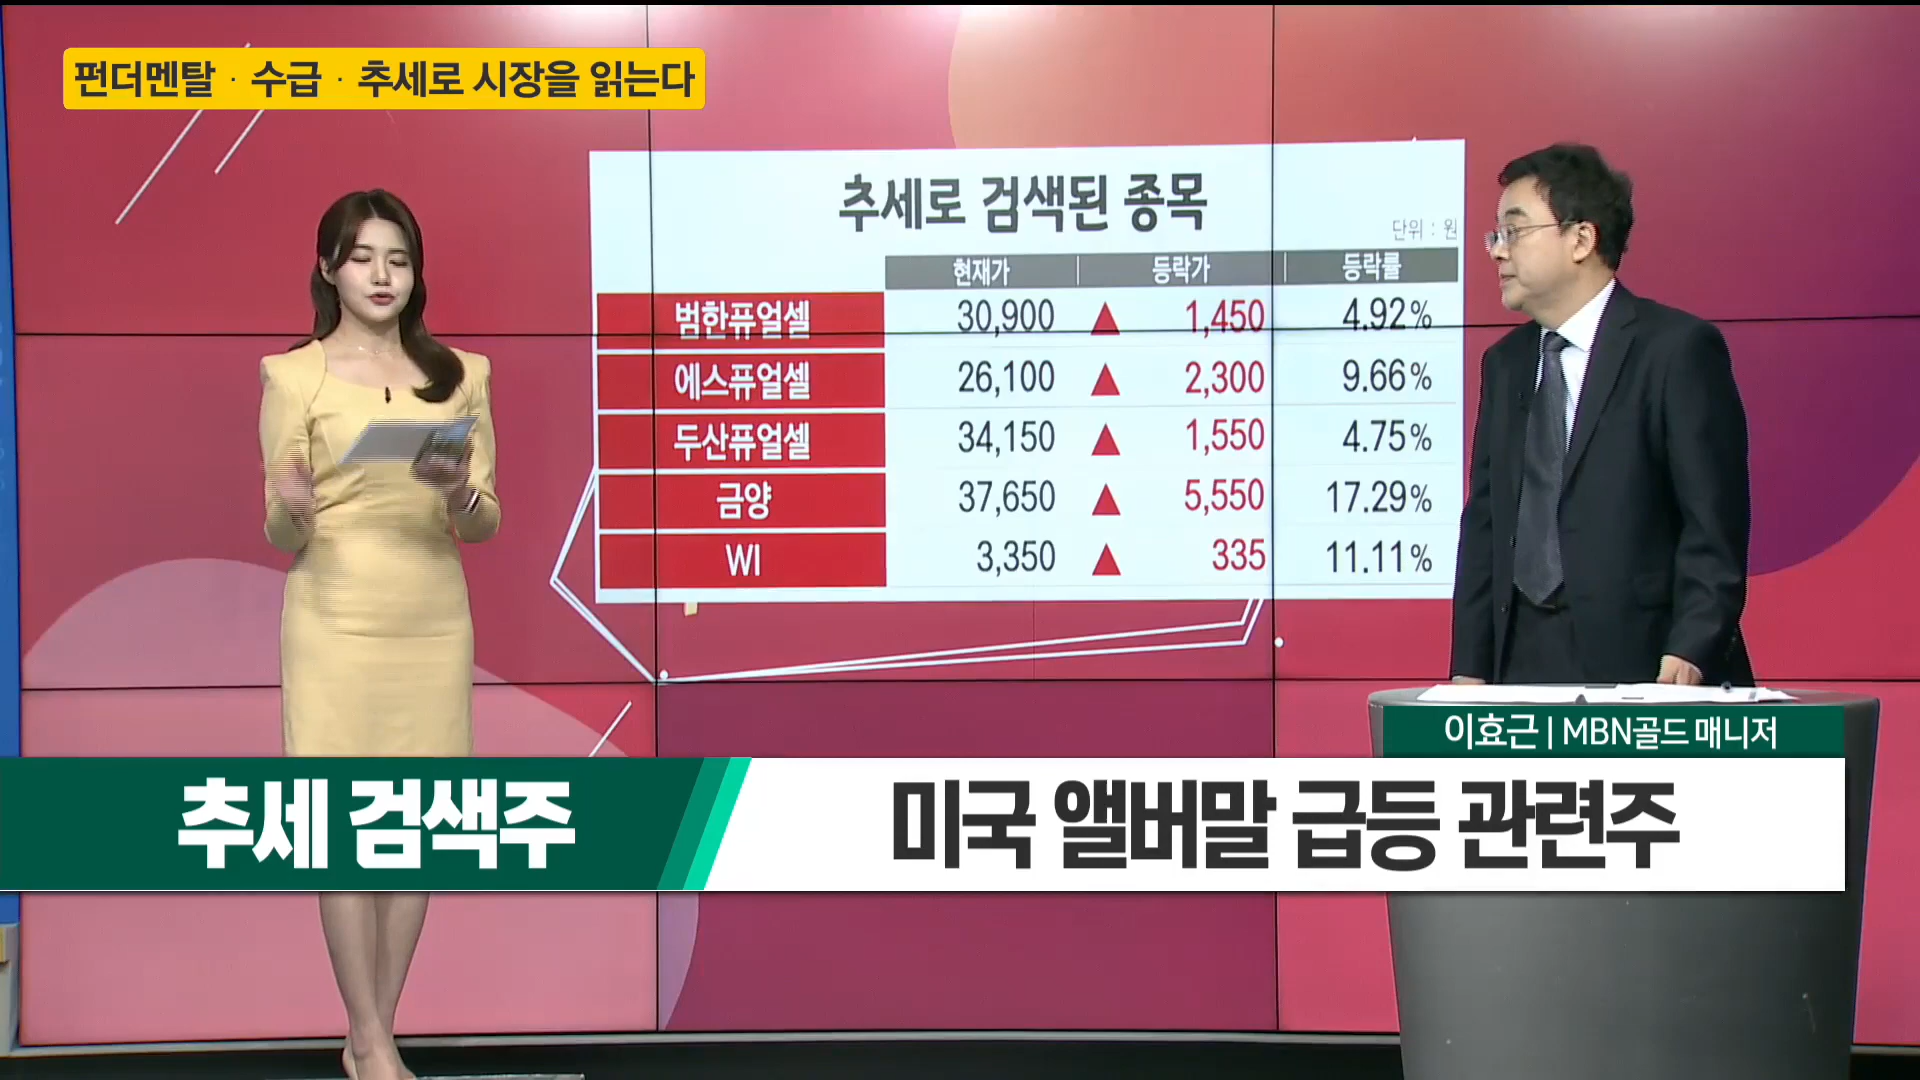 펀더멘탈 · 수급 · 추세로 시장을 읽는다
추세로 검색된 종목
단위 : 원
현재가 등락가 등락률
범한퓨얼셀 30,900 ▲ 1,450 4.92%
에스퓨얼셀 26,100 ▲ 2,300 9.66%
두산퓨얼셀 34,150 ▲ 1,550 4.75%
금양 37,650 ▲ 5,550 17.29%
WI 3,350 ▲ 335 11.11%
이효근 | MBN골드 매니저
추세 검색주
미국 앨버말 급등 관련주